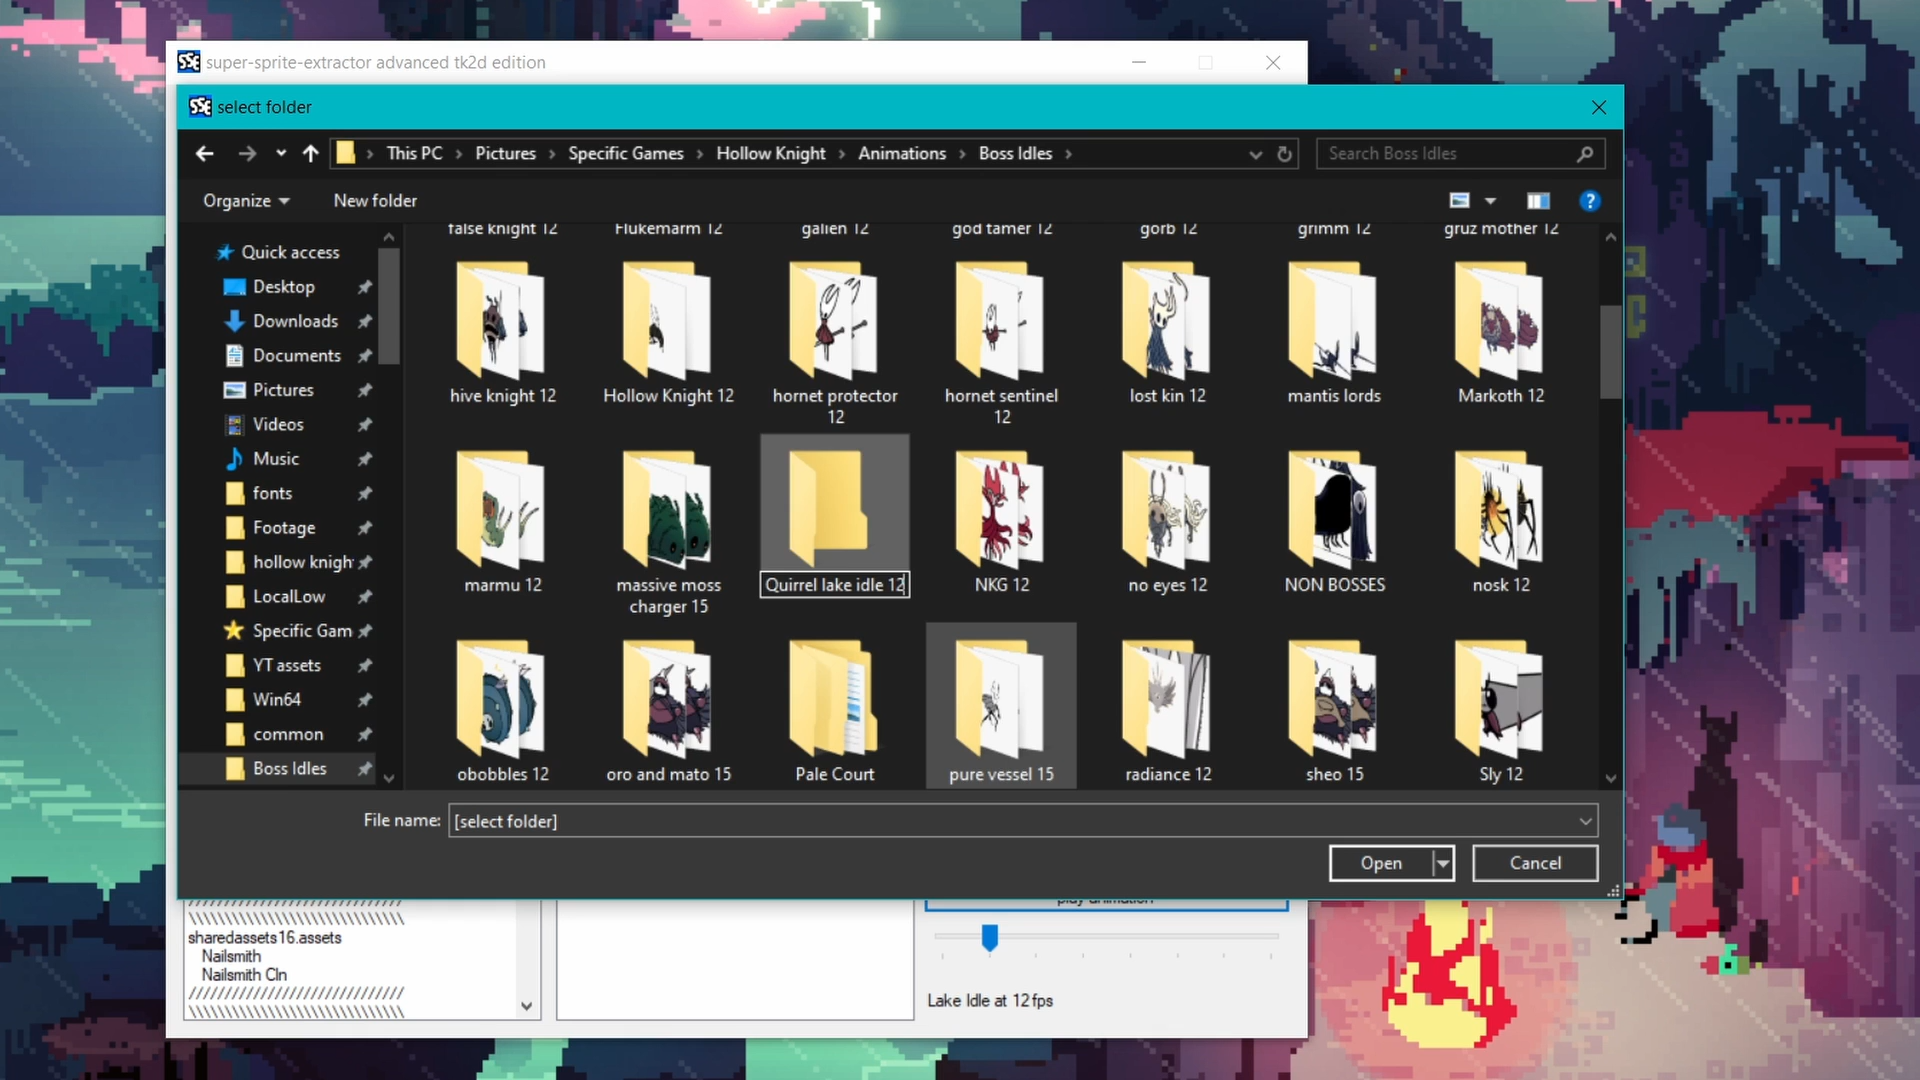 SSE super-sprite-extractor advanced tk2d edition
SSE select folder
This PC Pictures Specific Games Hollow Knight Animations Boss Idles Search Boss Idles
Organize New folder
Quick access
Desktop
Downloads
Documents
Pictures
Videos
Music
fonts
Footage
hollow knigh
LocalLow
Specific Gam
YT assets
Win64
common
Boss Idles
false knight 12 Flukemarm 12 galien 12 god tamer 12 gorb 12 grimm 12 gruz mother 12
hive knight 12 Hollow Knight 12 hornet protector 12 hornet sentinel 12 lost kin 12 mantis lords Markoth 12
marmu 12 massive moss charger 15 Quirrel lake idle 12 NKG 12 no eyes 12 NON BOSSES nosk 12
obobbles 12 oro and mato 15 Pale Court pure vessel 15 radiance 12 sheo 15 Sly 12
File name: [select folder]
Open Cancel
play animation
////////////////////////////////
\\\\\\\\\\\\\\\\\\\\\\\\\\\\\\\\
sharedassets16.assets
Nailsmith
Nailsmith Cln
////////////////////////////////
\\\\\\\\\\\\\\\\\\\\\\\\\\\\\\\\
Lake Idle at 12 fps